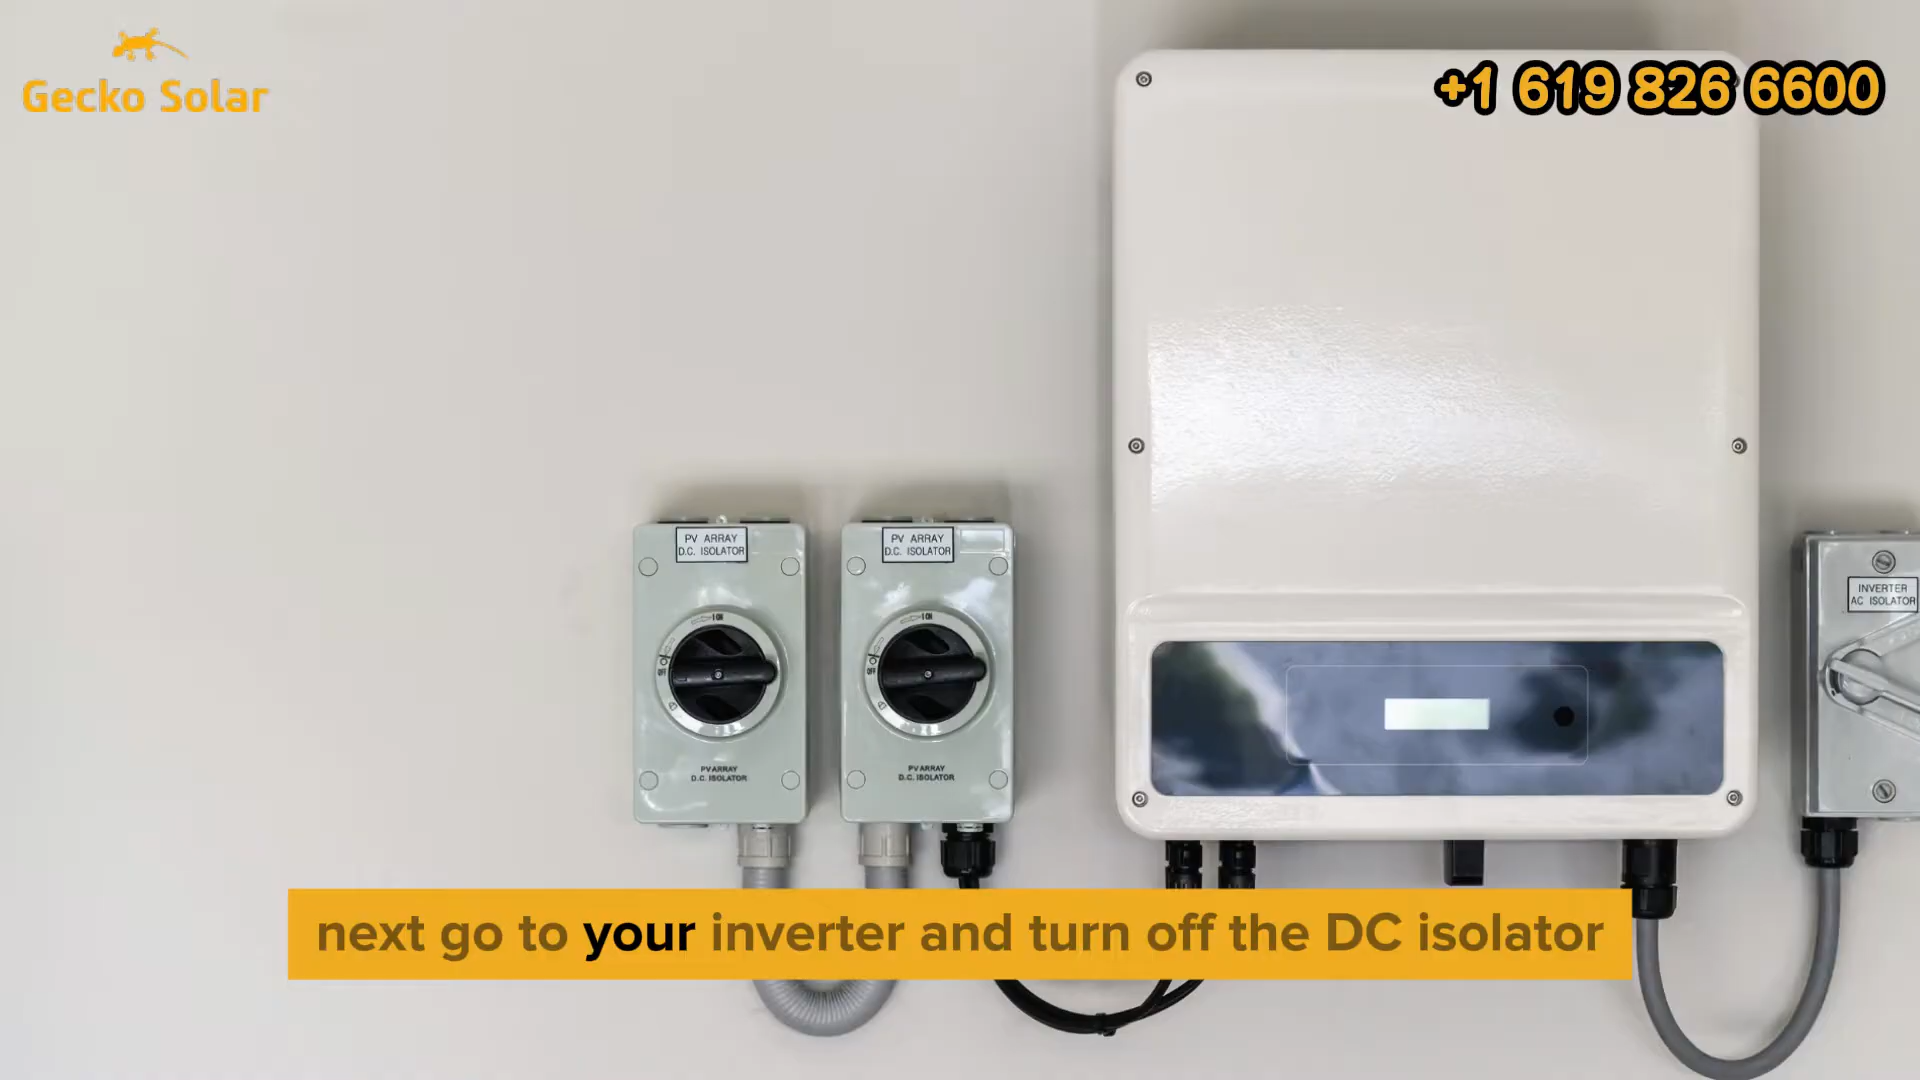 Gecko Solar
+1 619 826 6600
PV ARRAY
D.C. ISOLATOR
PV ARRAY
D.C. ISOLATOR
INVERTER
AC ISOLATOR
PV ARRAY
D.C. ISOLATOR
PV ARRAY
D.C. ISOLATOR
next go to your inverter and turn off the DC isolator